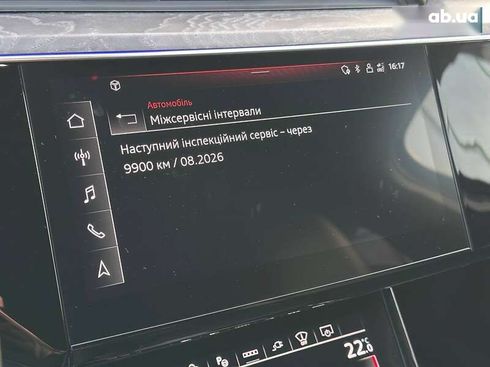 ab.ua
16:17
Автомобіль
Міжсервісні інтервали
Наступний інспекційний сервіс – через
9900 км / 08.2026
22°C